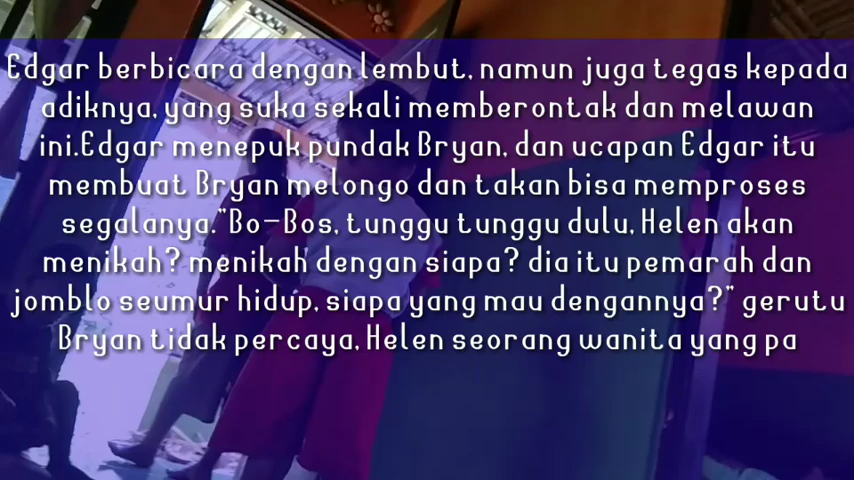 Edgar berbicara dengan lembut, namun juga tegas kepada
adiknya, yang suka sekali memberontak dan melawan
ini.Edgar menepuk pundak Bryan, dan ucapan Edgar itu
membuat Bryan melongo dan takan bisa memproses
segalanya."Bo-Bos, tunggu tunggu dulu, Helen akan
menikah? menikah dengan siapa? dia itu pemarah dan
jomblo seumur hidup, siapa yang mau dengannya?" gerutu
Bryan tidak percaya, Helen seorang wanita yang pa